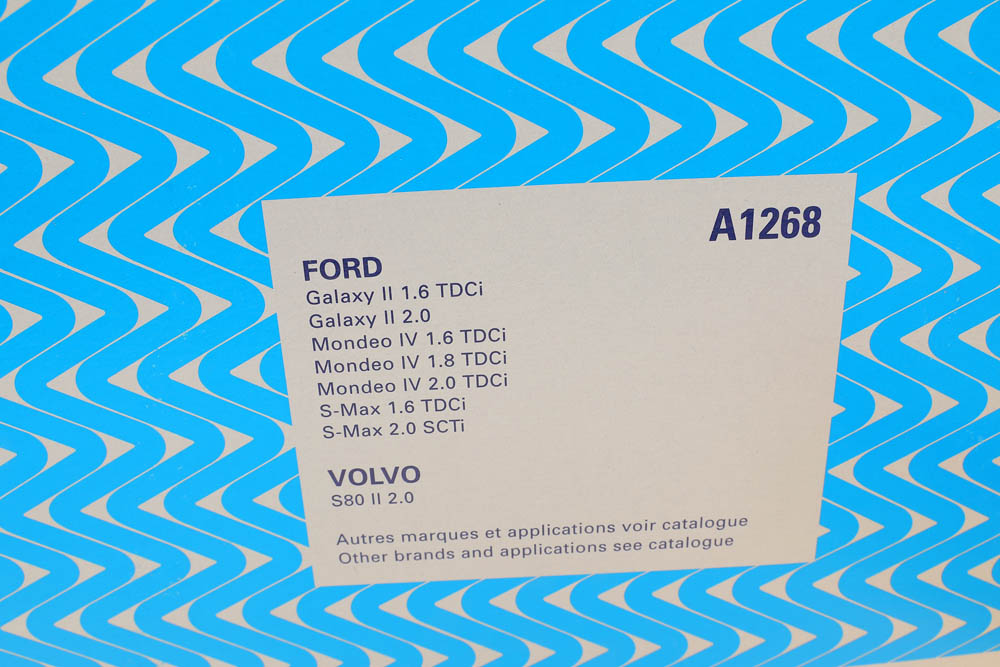 A1268
FORD
Galaxy II 1.6 TDCi
Galaxy II 2.0
Mondeo IV 1.6 TDCi
Mondeo IV 1.8 TDCi
Mondeo IV 2.0 TDCi
S-Max 1.6 TDCi
S-Max 2.0 SCTi
VOLVO
S80 II 2.0
Autres marques et applications voir catalogue
Other brands and applications see catalogue